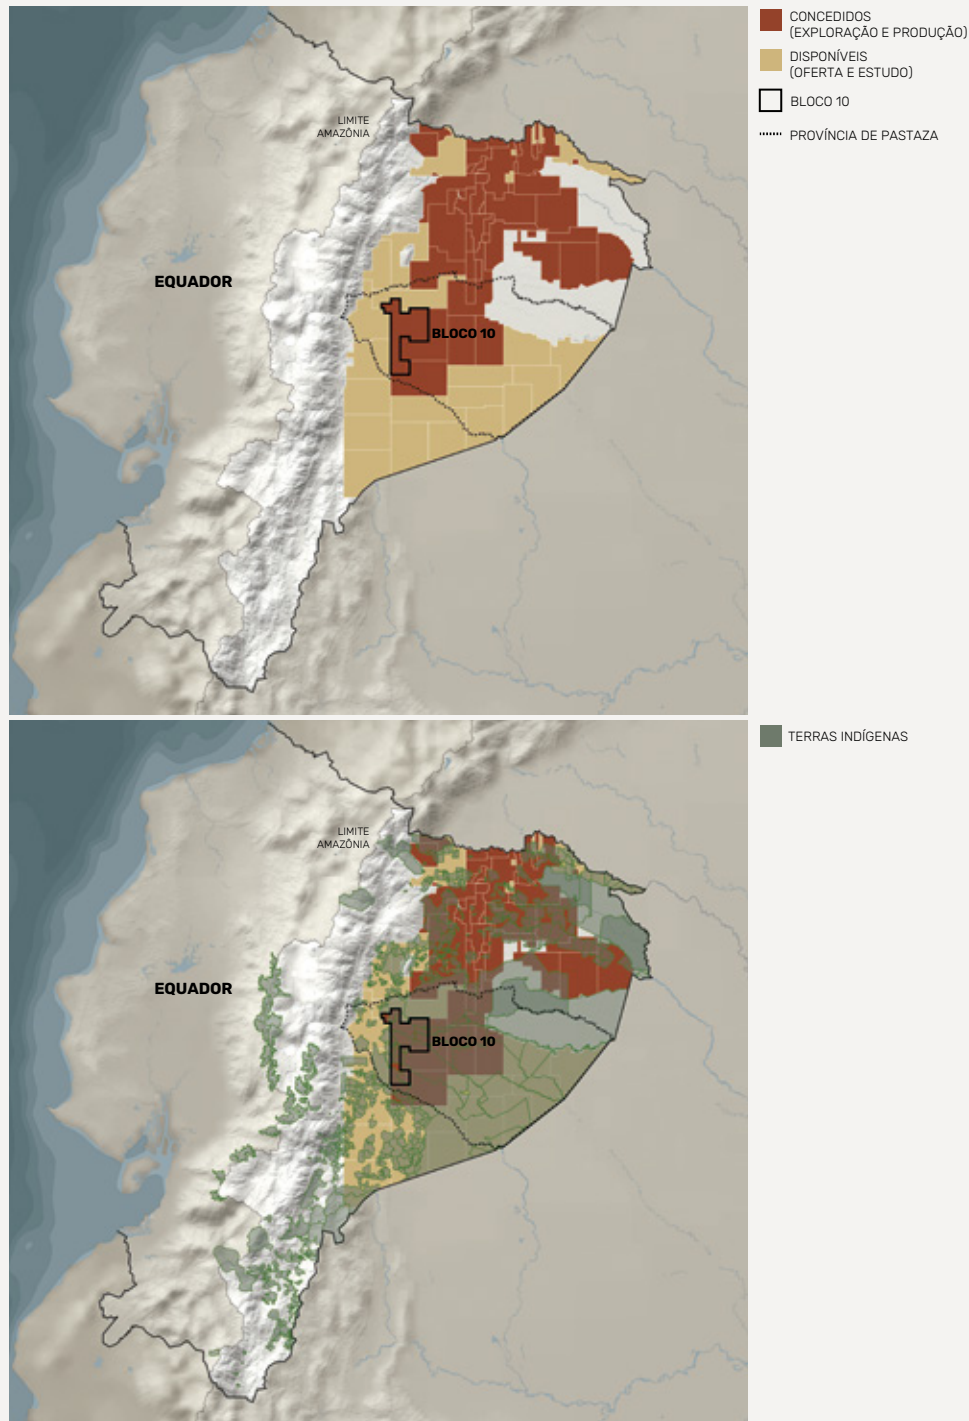 CONCEDIDOS
(EXPLORAÇÃO E PRODUÇÃO)
DISPONÍVEIS
(OFERTA E ESTUDO)
BLOCO 10
PROVÍNCIA DE PASTAZA
LIMITE
AMAZÔNIA
EQUADOR
BLOCO 10
TERRAS INDÍGENAS
LIMITE
AMAZÔNIA
EQUADOR
BLOCO 10